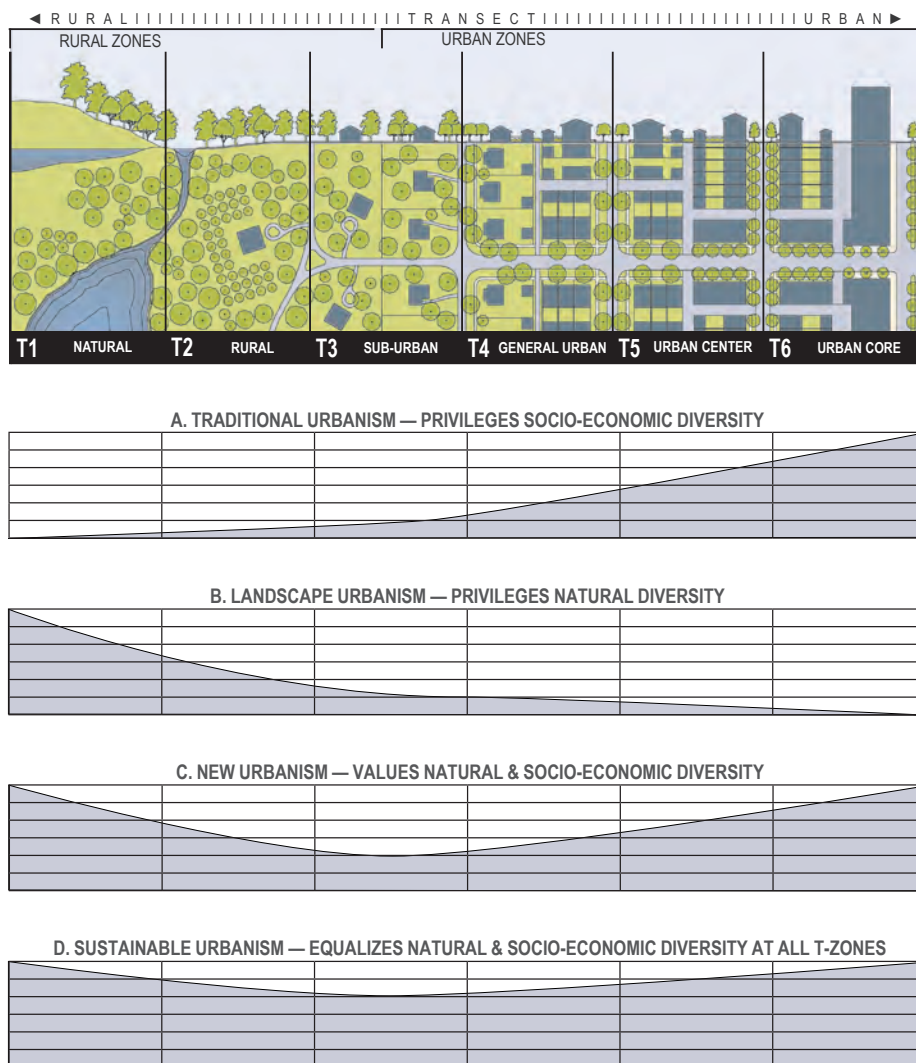 ◄ R U R A L I I I I I I I I I I I I I I I I I I I I I I I I I I I I T R A N S E C T I I I I I I I I I I I I I I I I I I I I I I I I I I I I U R B A N ►
RURAL ZONES URBAN ZONES
T1 NATURAL T2 RURAL T3 SUB-URBAN T4 GENERAL URBAN T5 URBAN CENTER T6 URBAN CORE
A. TRADITIONAL URBANISM — PRIVILEGES SOCIO-ECONOMIC DIVERSITY
B. LANDSCAPE URBANISM — PRIVILEGES NATURAL DIVERSITY
C. NEW URBANISM — VALUES NATURAL & SOCIO-ECONOMIC DIVERSITY
D. SUSTAINABLE URBANISM — EQUALIZES NATURAL & SOCIO-ECONOMIC DIVERSITY AT ALL T-ZONES